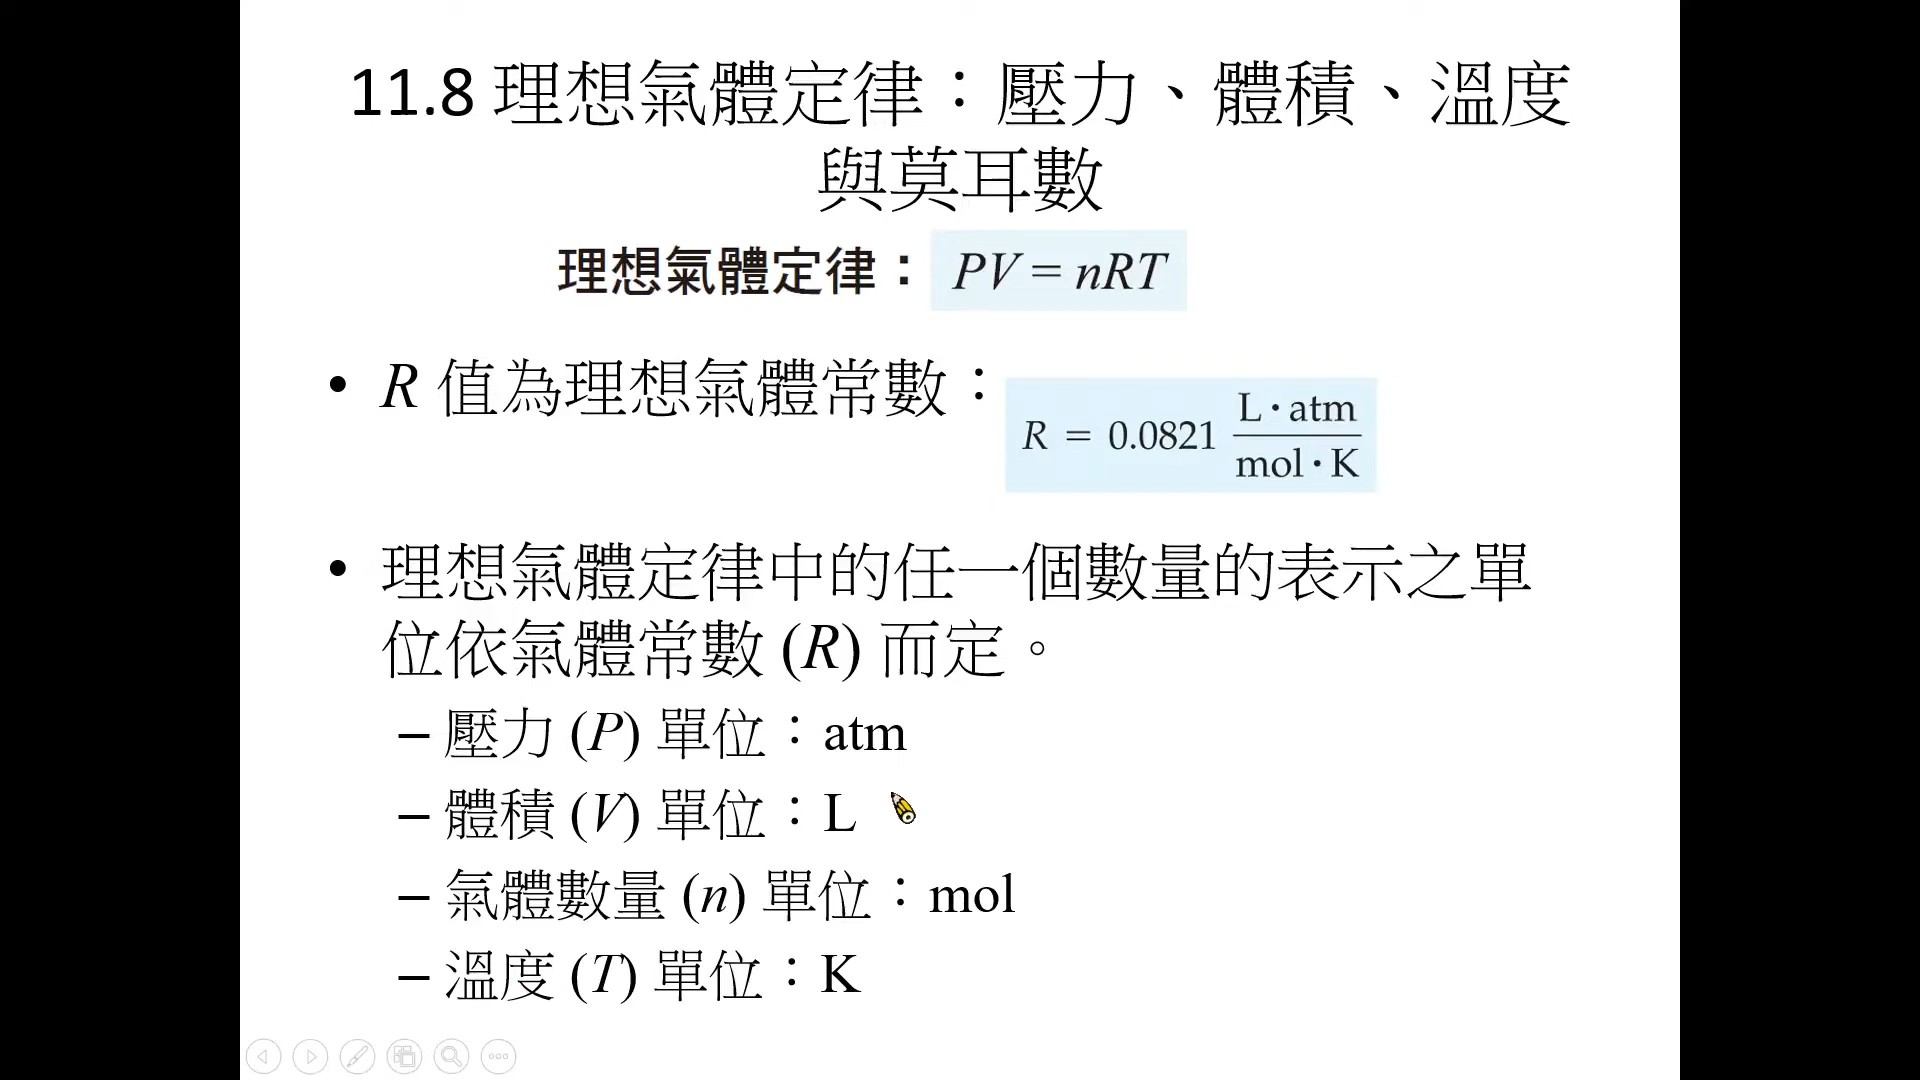 11.8 理想氣體定律：壓力、體積、溫度
與莫耳數
理想氣體定律： PV = nRT
• R 值為理想氣體常數： R = 0.0821 L·atm / mol·K
• 理想氣體定律中的任一個數量的表示之單
位依氣體常數 (R) 而定。
– 壓力 (P) 單位：atm
– 體積 (V) 單位：L
– 氣體數量 (n) 單位：mol
– 溫度 (T) 單位：K